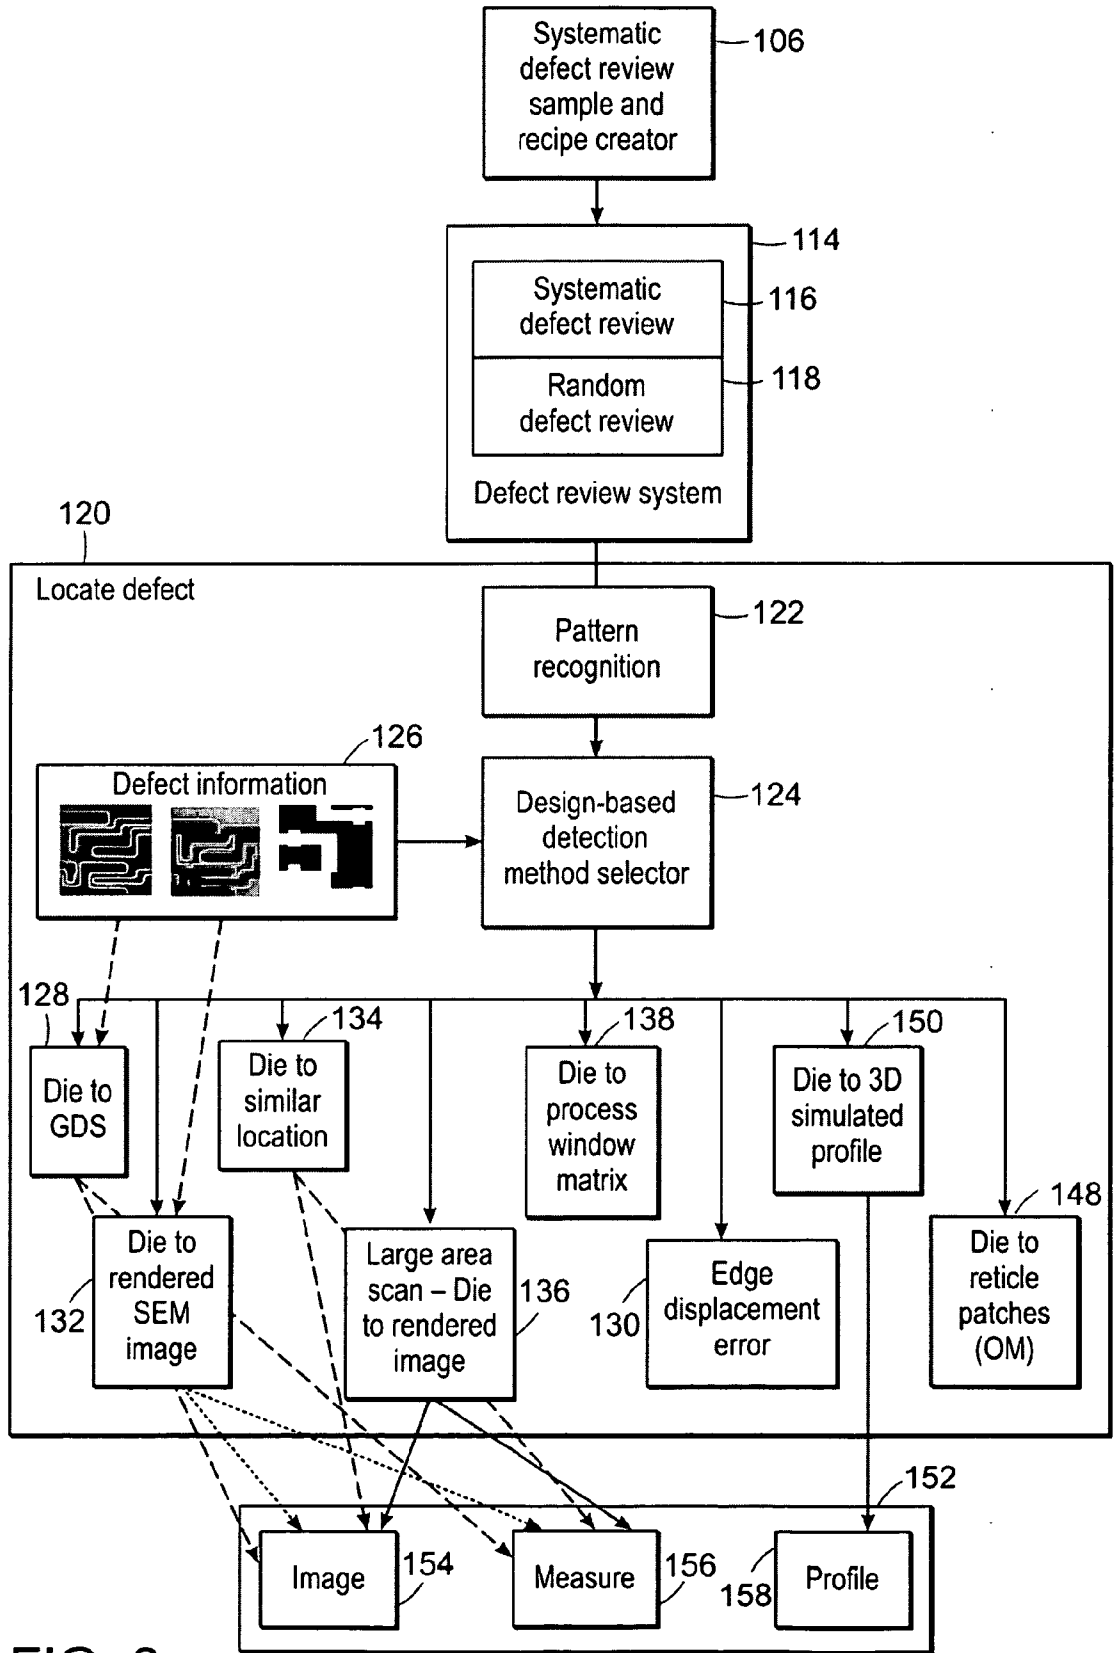 Systematic
defect review
sample and
recipe creator
106
114
Systematic
defect review
116
Random
defect review
118
Defect review system
120
Locate defect
Pattern
recognition
122
126
Defect information
Design-based
detection
method selector
124
128
Die to
GDS
134
Die to
similar
location
138
Die to
process
window
matrix
150
Die to 3D
simulated
profile
148
Die to
reticle
patches
(OM)
Die to
rendered
SEM
image
132
Large area
scan – Die
to rendered
image
136
130
Edge
displacement
error
152
Image
154
Measure
156
158
Profile